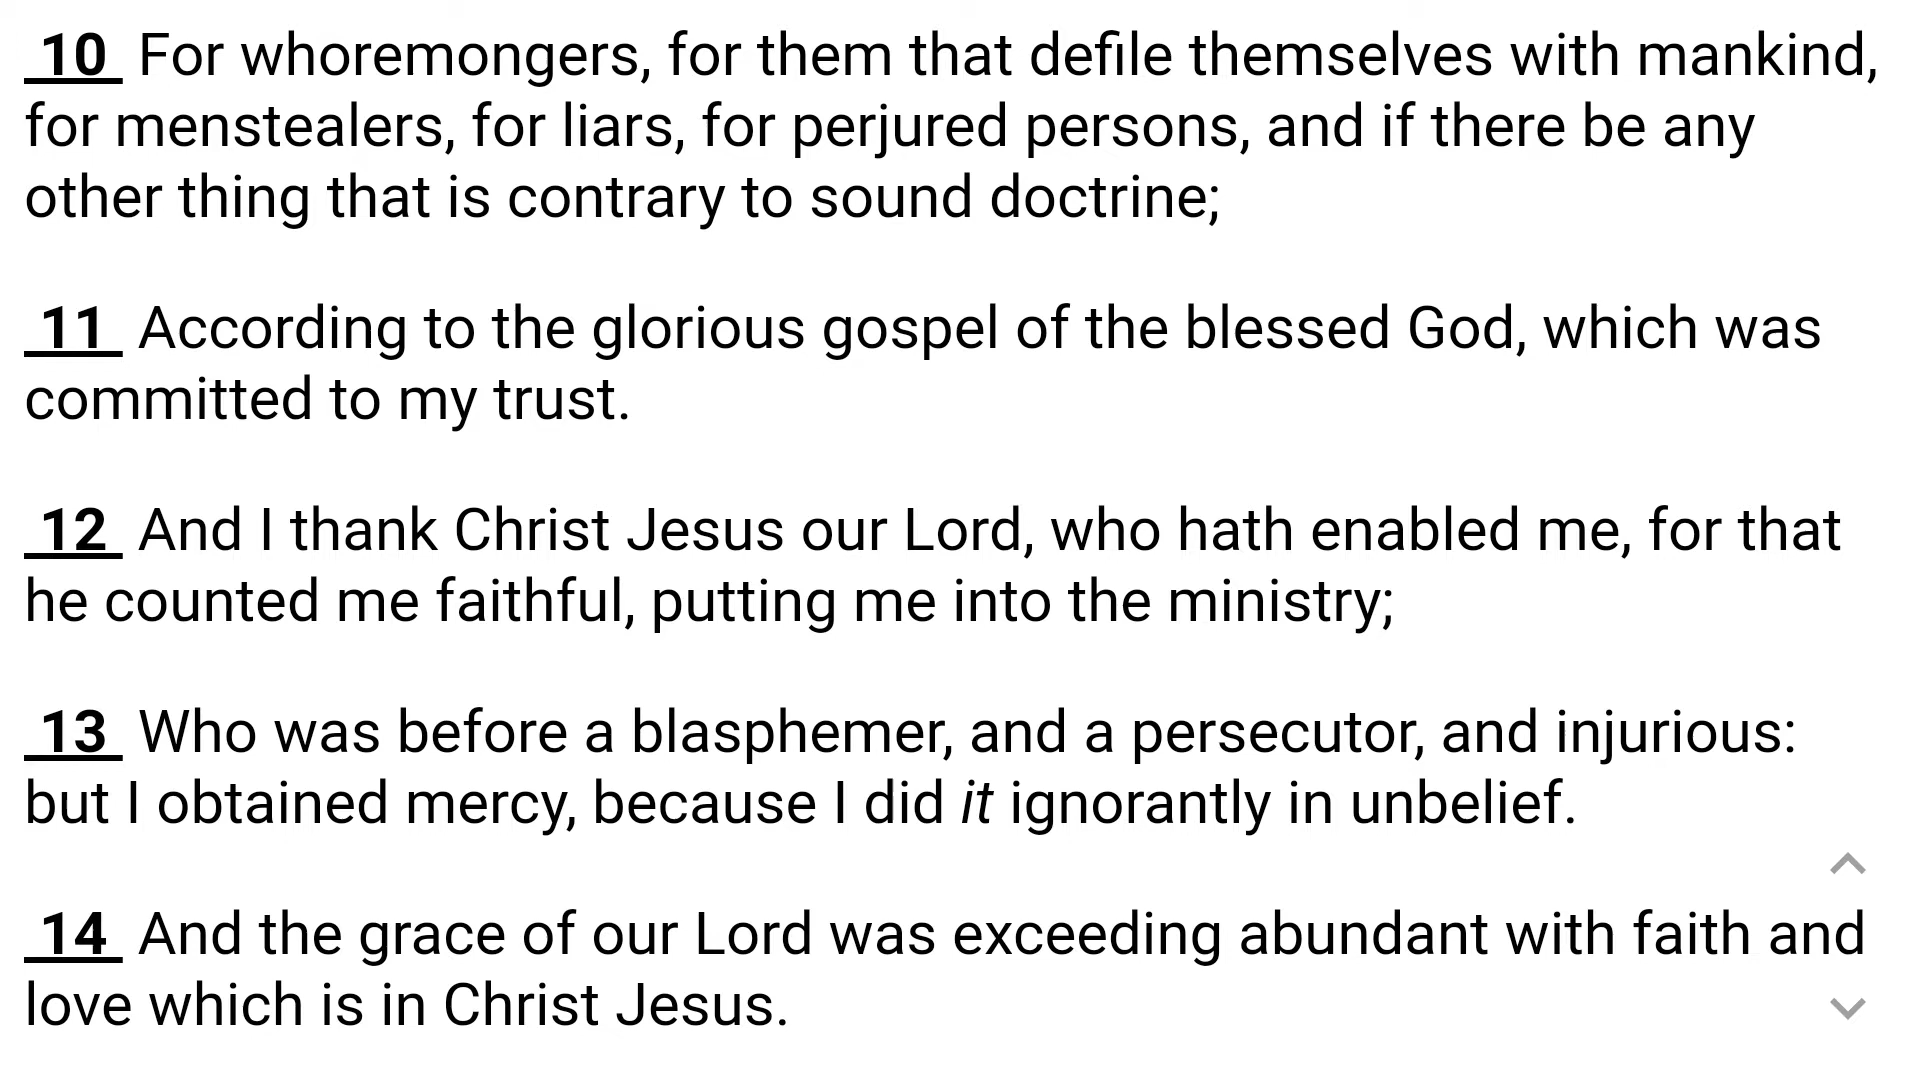 10 For whoremongers, for them that defile themselves with mankind,
for menstealers, for liars, for perjured persons, and if there be any
other thing that is contrary to sound doctrine;
11 According to the glorious gospel of the blessed God, which was
committed to my trust.
12 And I thank Christ Jesus our Lord, who hath enabled me, for that
he counted me faithful, putting me into the ministry;
13 Who was before a blasphemer, and a persecutor, and injurious:
but I obtained mercy, because I did it ignorantly in unbelief.
14 And the grace of our Lord was exceeding abundant with faith and
love which is in Christ Jesus.